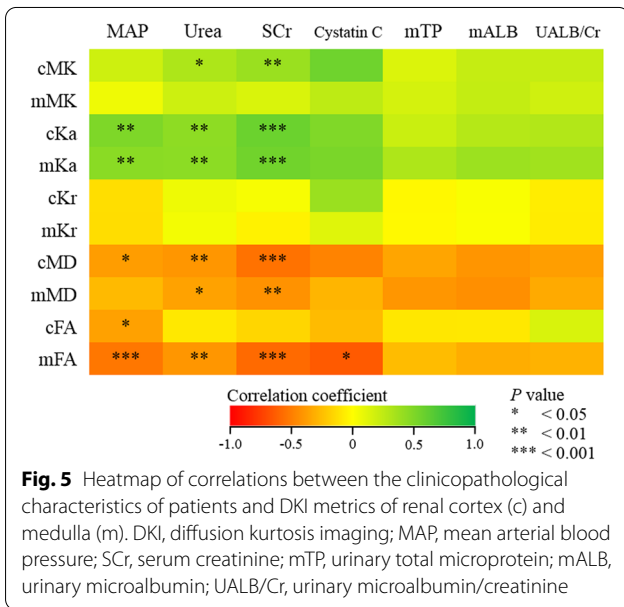 MAP Urea SCr Cystatin C mTP mALB UALB/Cr
cMK * **
mMK
cKa ** ** ***
mKa ** ** ***
cKr
mKr
cMD * ** ***
mMD * **
cFA *
mFA *** ** *** *
Correlation coefficient
-1.0 -0.5 0 0.5 1.0
P value
* < 0.05
** < 0.01
*** < 0.001
Fig. 5 Heatmap of correlations between the clinicopathological
characteristics of patients and DKI metrics of renal cortex (c) and
medulla (m). DKI, diffusion kurtosis imaging; MAP, mean arterial blood
pressure; SCr, serum creatinine; mTP, urinary total microprotein; mALB,
urinary microalbumin; UALB/Cr, urinary microalbumin/creatinine